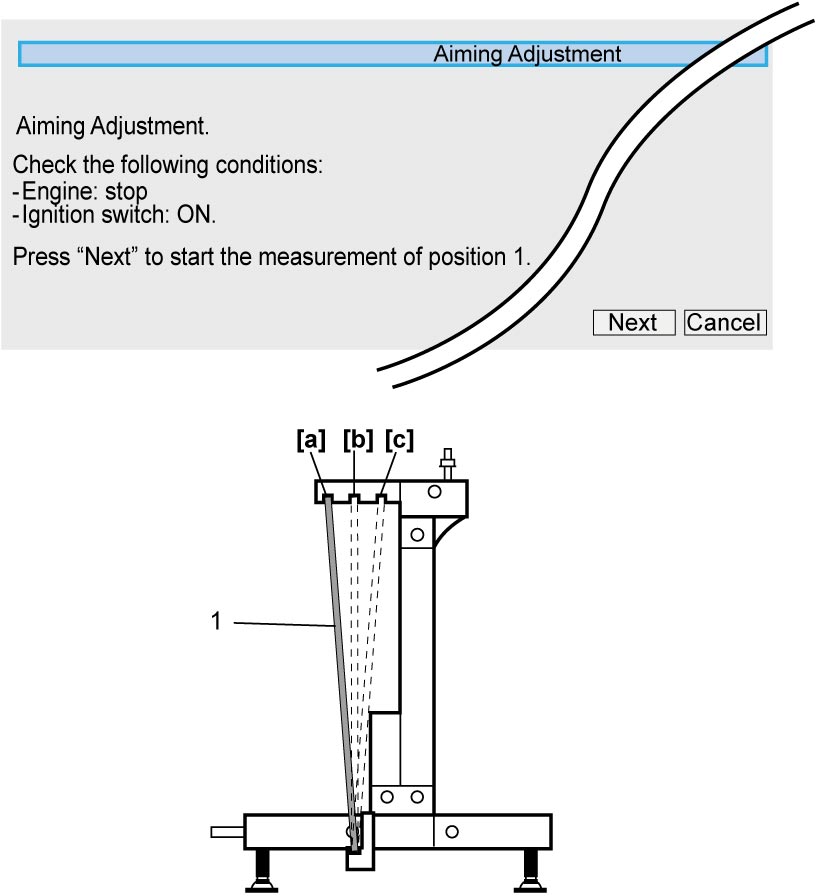 Aiming Adjustment
Aiming Adjustment.
Check the following conditions:
-Engine: stop
-Ignition switch: ON.
Press “Next” to start the measurement of position 1.
Next Cancel
[a] [b] [c]
1